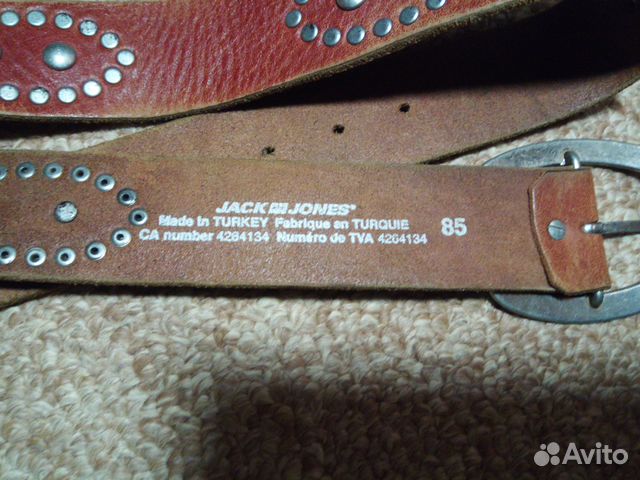 JACK & JONES®
Made in TURKEY Fabrique en TURQUIE
CA number 4264134 Numéro de TVA 4264134
85
Avito